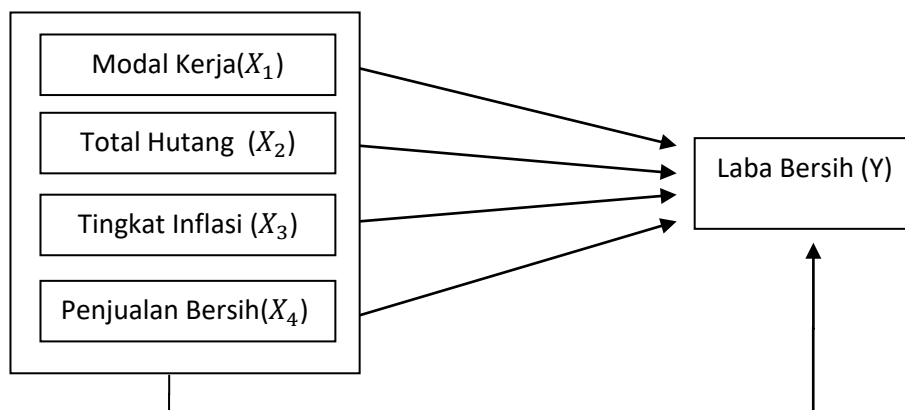 Modal Kerja(𝑋1)
Total Hutang (𝑋2)
Laba Bersih (Y)
Tingkat Inflasi (𝑋3)
Penjualan Bersih(𝑋4)